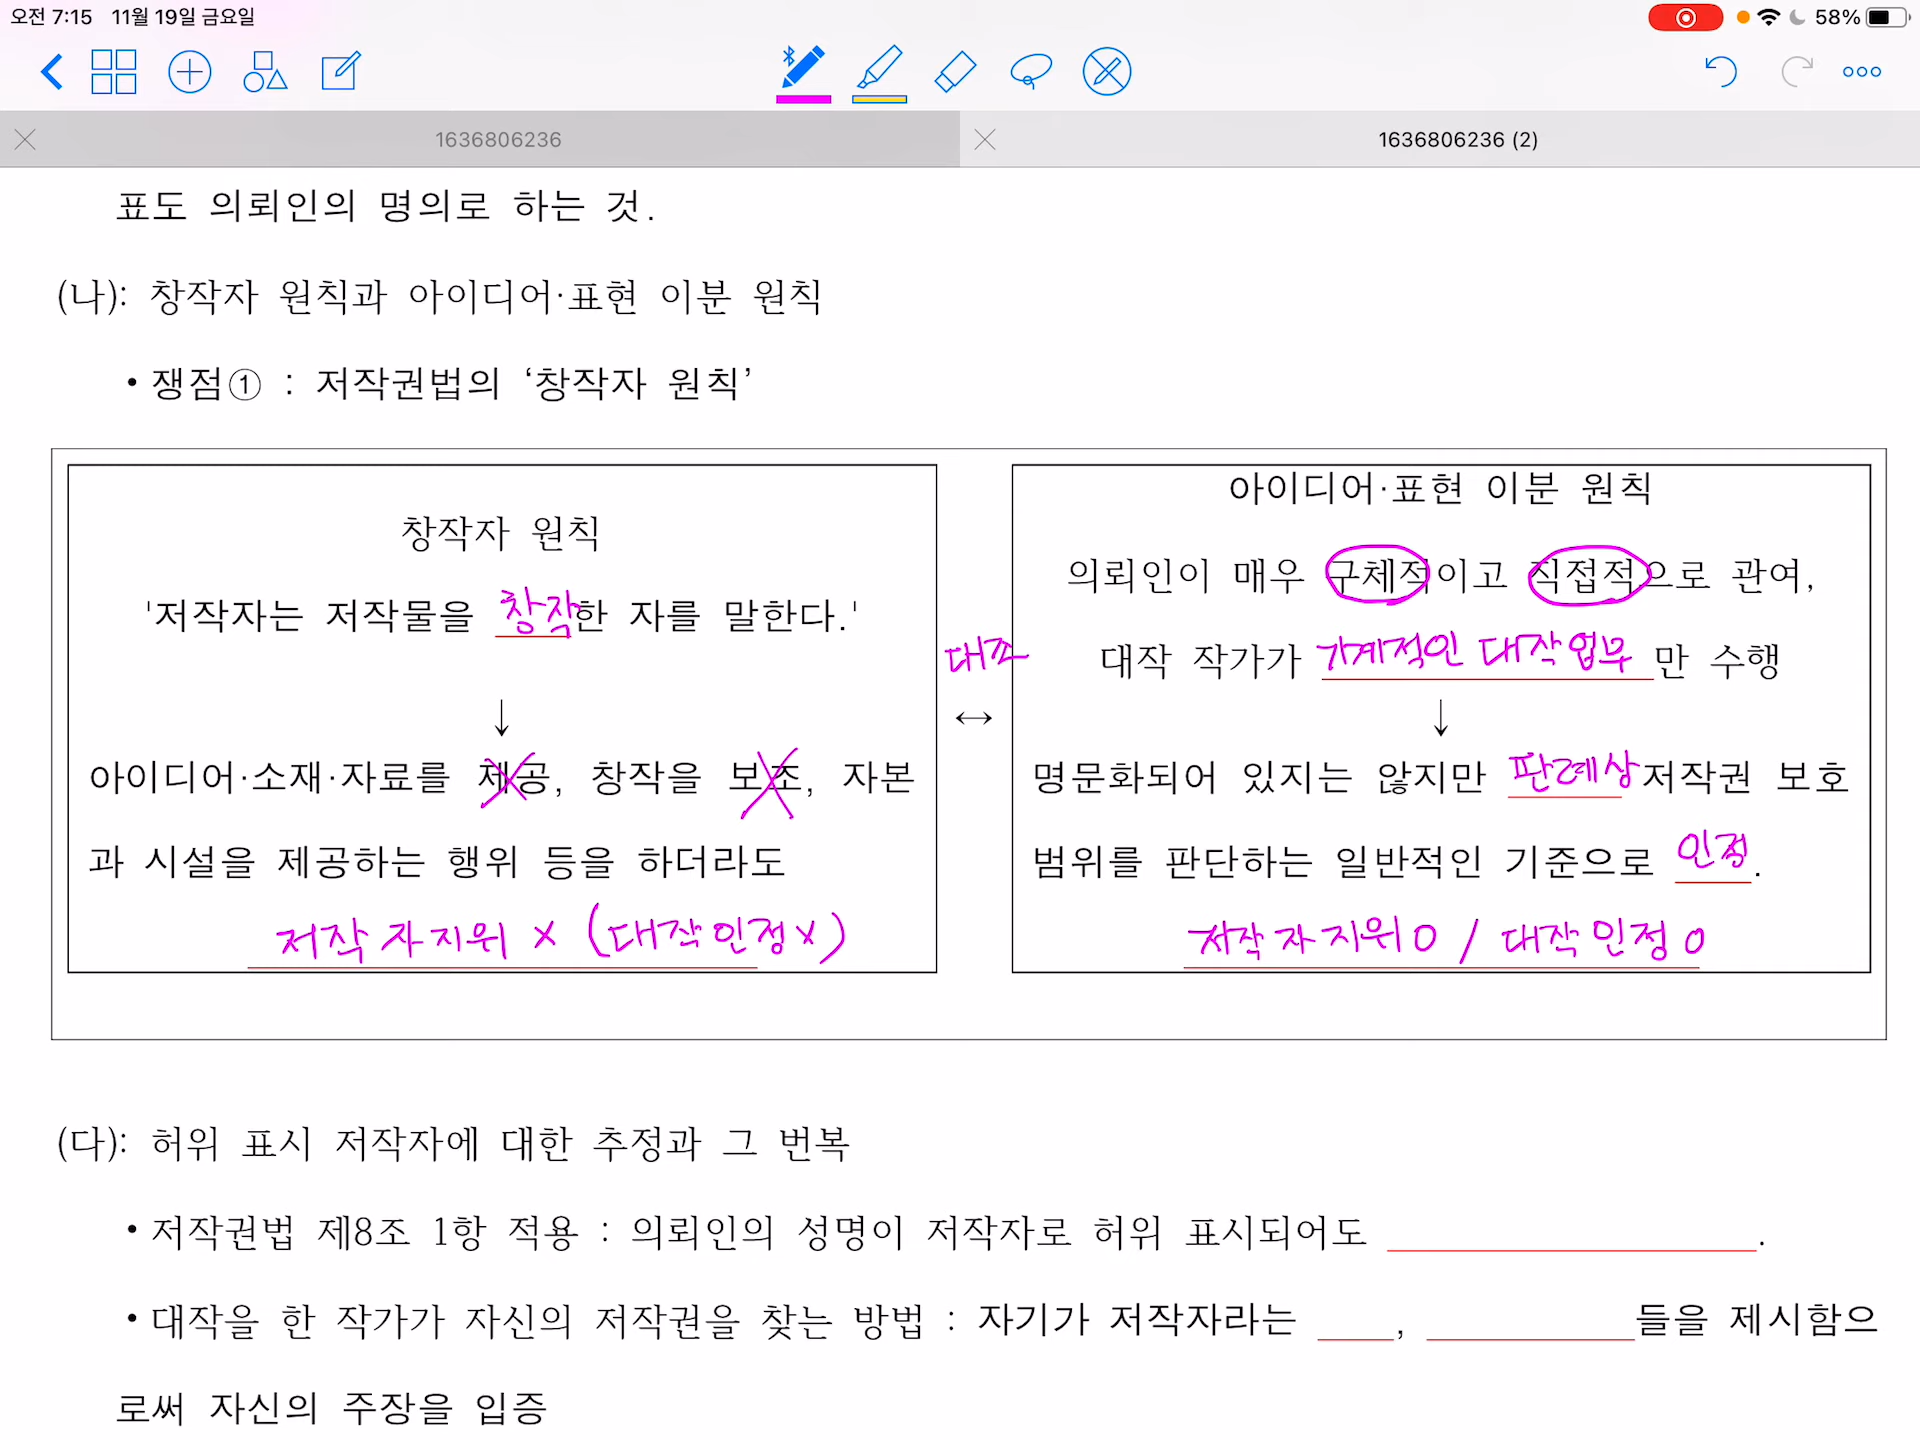 오전 7:15 11월 19일 금요일
58%
1636806236
1636806236 (2)
표도 의뢰인의 명의로 하는 것.
(나): 창작자 원칙과 아이디어·표현 이분 원칙
• 쟁점① : 저작권법의 ‘창작자 원칙’
창작자 원칙
'저작자는 저작물을 창작한 자를 말한다.'
↓
아이디어·소재·자료를 제공, 창작을 보조, 자본
과 시설을 제공하는 행위 등을 하더라도
저작자지위 X (대작인정X)
대조
↔
아이디어·표현 이분 원칙
의뢰인이 매우 구체적이고 직접적으로 관여,
대작 작가가 기계적인 대작업무만 수행
↓
명문화되어 있지는 않지만 판례상 저작권 보호
범위를 판단하는 일반적인 기준으로 인정.
저작자지위 O / 대작인정 O
(다): 허위 표시 저작자에 대한 추정과 그 번복
• 저작권법 제8조 1항 적용 : 의뢰인의 성명이 저작자로 허위 표시되어도 ____.
• 대작을 한 작가가 자신의 저작권을 찾는 방법 : 자기가 저작자라는 ____, ____들을 제시함으
로써 자신의 주장을 입증